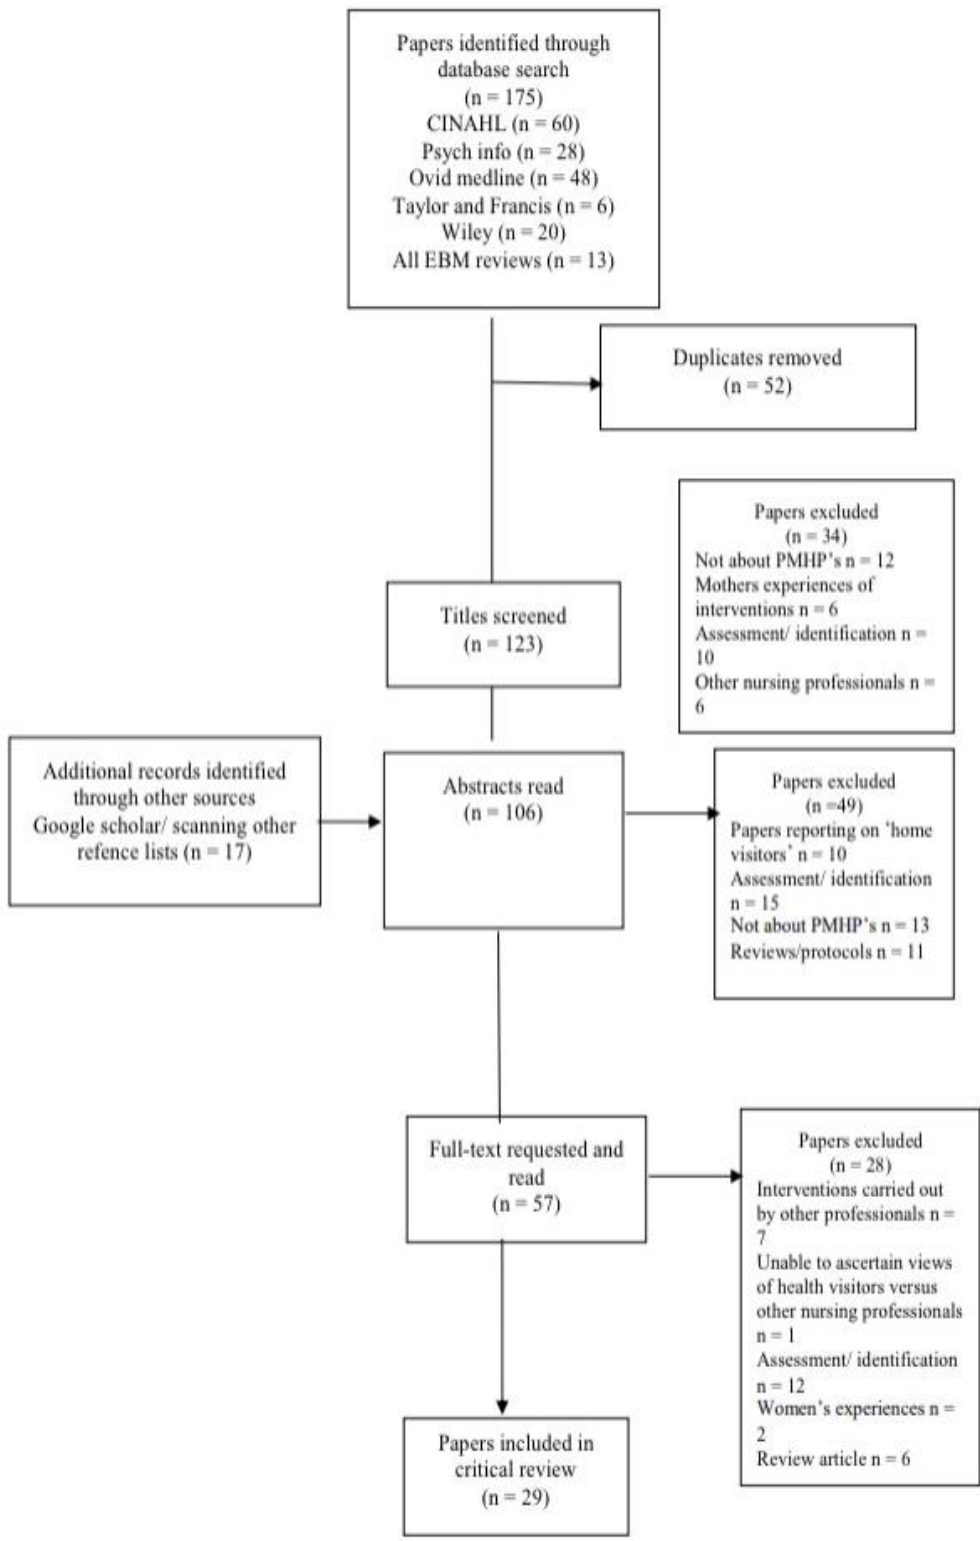 Papers identified through
database search
(n = 175)
CINAHL (n = 60)
Psych info (n = 28)
Ovid medline (n = 48)
Taylor and Francis (n = 6)
Wiley (n = 20)
All EBM reviews (n = 13)
Duplicates removed
(n = 52)
Papers excluded
(n = 34)
Not about PMHP's n = 12
Mothers experiences of
interventions n = 6
Assessment/ identification n =
10
Other nursing professionals n =
6
Titles screened
(n = 123)
Additional records identified
through other sources
Google scholar/ scanning other
refence lists (n = 17)
Abstracts read
(n = 106)
Papers excluded
(n =49)
Papers reporting on ‘home
visitors’ n = 10
Assessment/ identification
n = 15
Not about PMHP's n = 13
Reviews/protocols n = 11
Full-text requested and
read
(n = 57)
Papers excluded
(n = 28)
Interventions carried out
by other professionals n =
7
Unable to ascertain views
of health visitors versus
other nursing professionals
n = 1
Assessment/ identification
n = 12
Women's experiences n =
2
Review article n = 6
Papers included in
critical review
(n = 29)